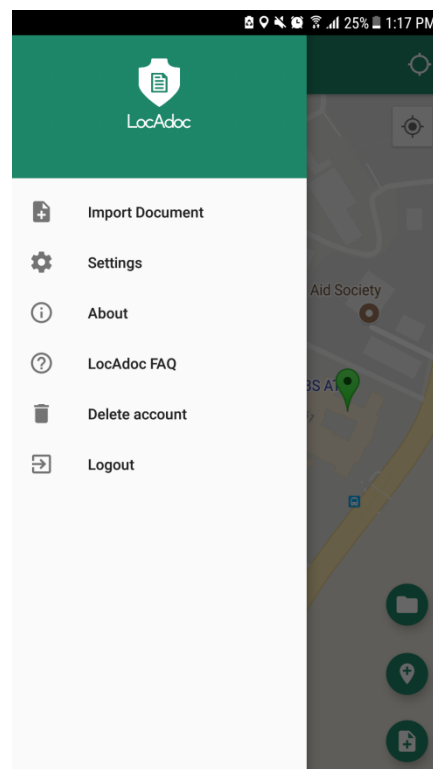 25% 1:17 PM
LocAdoc
Import Document
Settings
About
LocAdoc FAQ
Delete account
Logout
Aid Society
BS AT